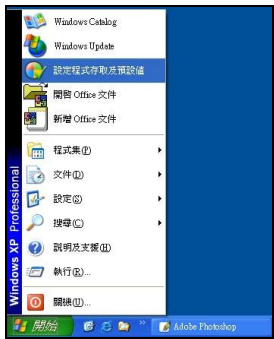 Windows Catalog
Windows Update
設定程式存取及預設值
開啟 Office 文件
新增 Office 文件
程式集(P)
文件(D)
設定(S)
搜尋(C)
說明及支援(H)
執行(R)...
關機(U)...
Windows XP Professional
開始
Adobe Photoshop